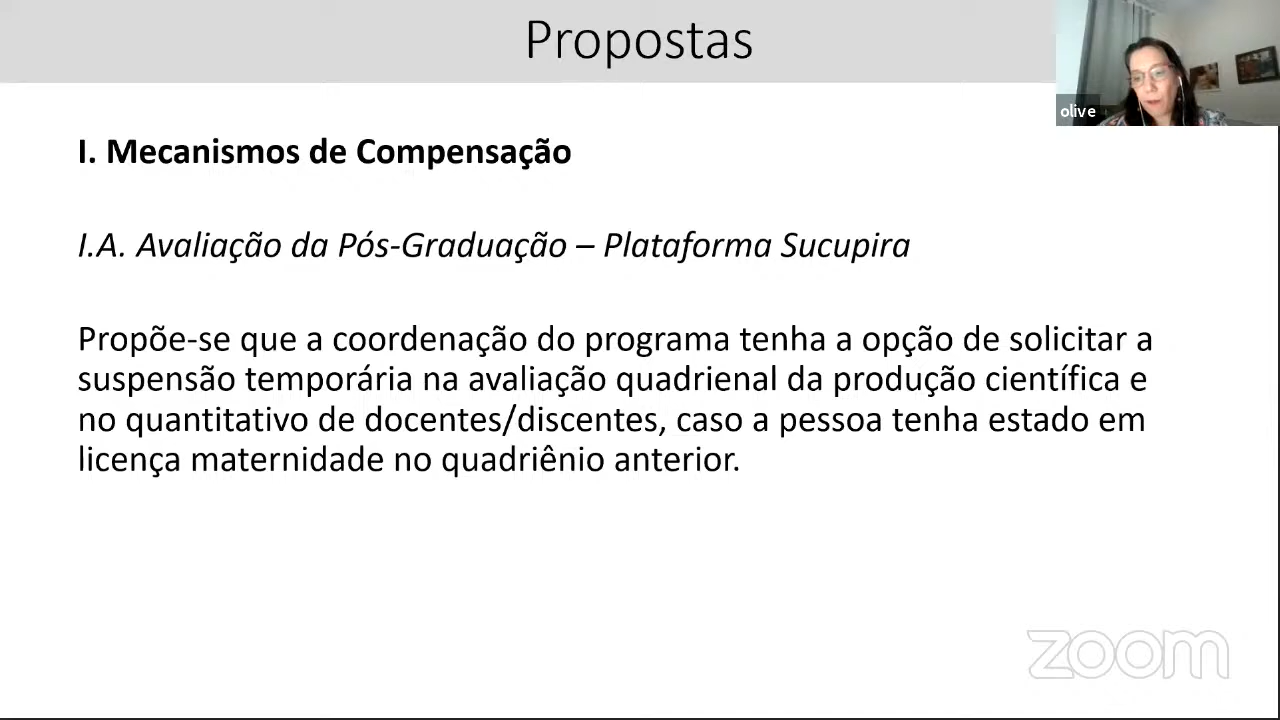 Propostas
olive
I. Mecanismos de Compensação
I.A. Avaliação da Pós-Graduação – Plataforma Sucupira
Propõe-se que a coordenação do programa tenha a opção de solicitar a
suspensão temporária na avaliação quadrienal da produção científica e
no quantitativo de docentes/discentes, caso a pessoa tenha estado em
licença maternidade no quadriênio anterior.
zoom